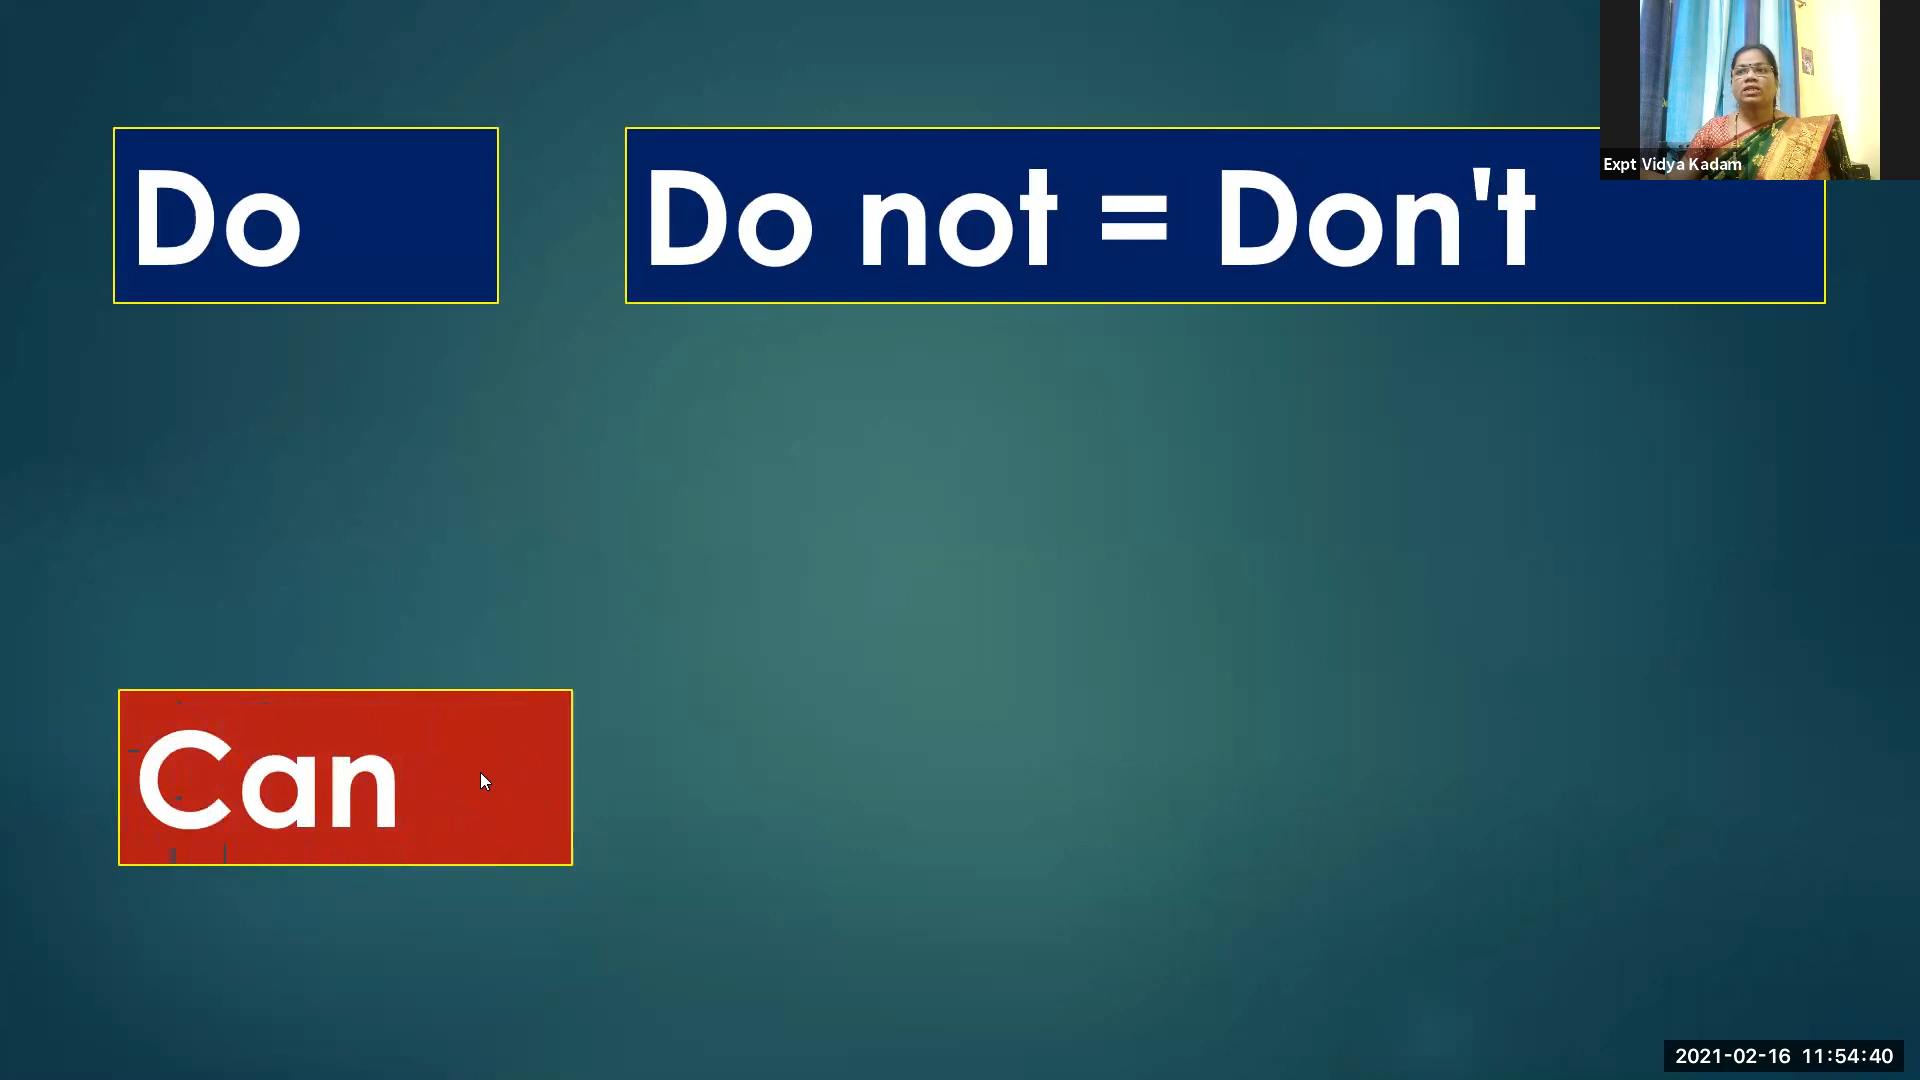 Expt Vidya Kadam
Do
Do not = Don't
Can
2021-02-16 11:54:40